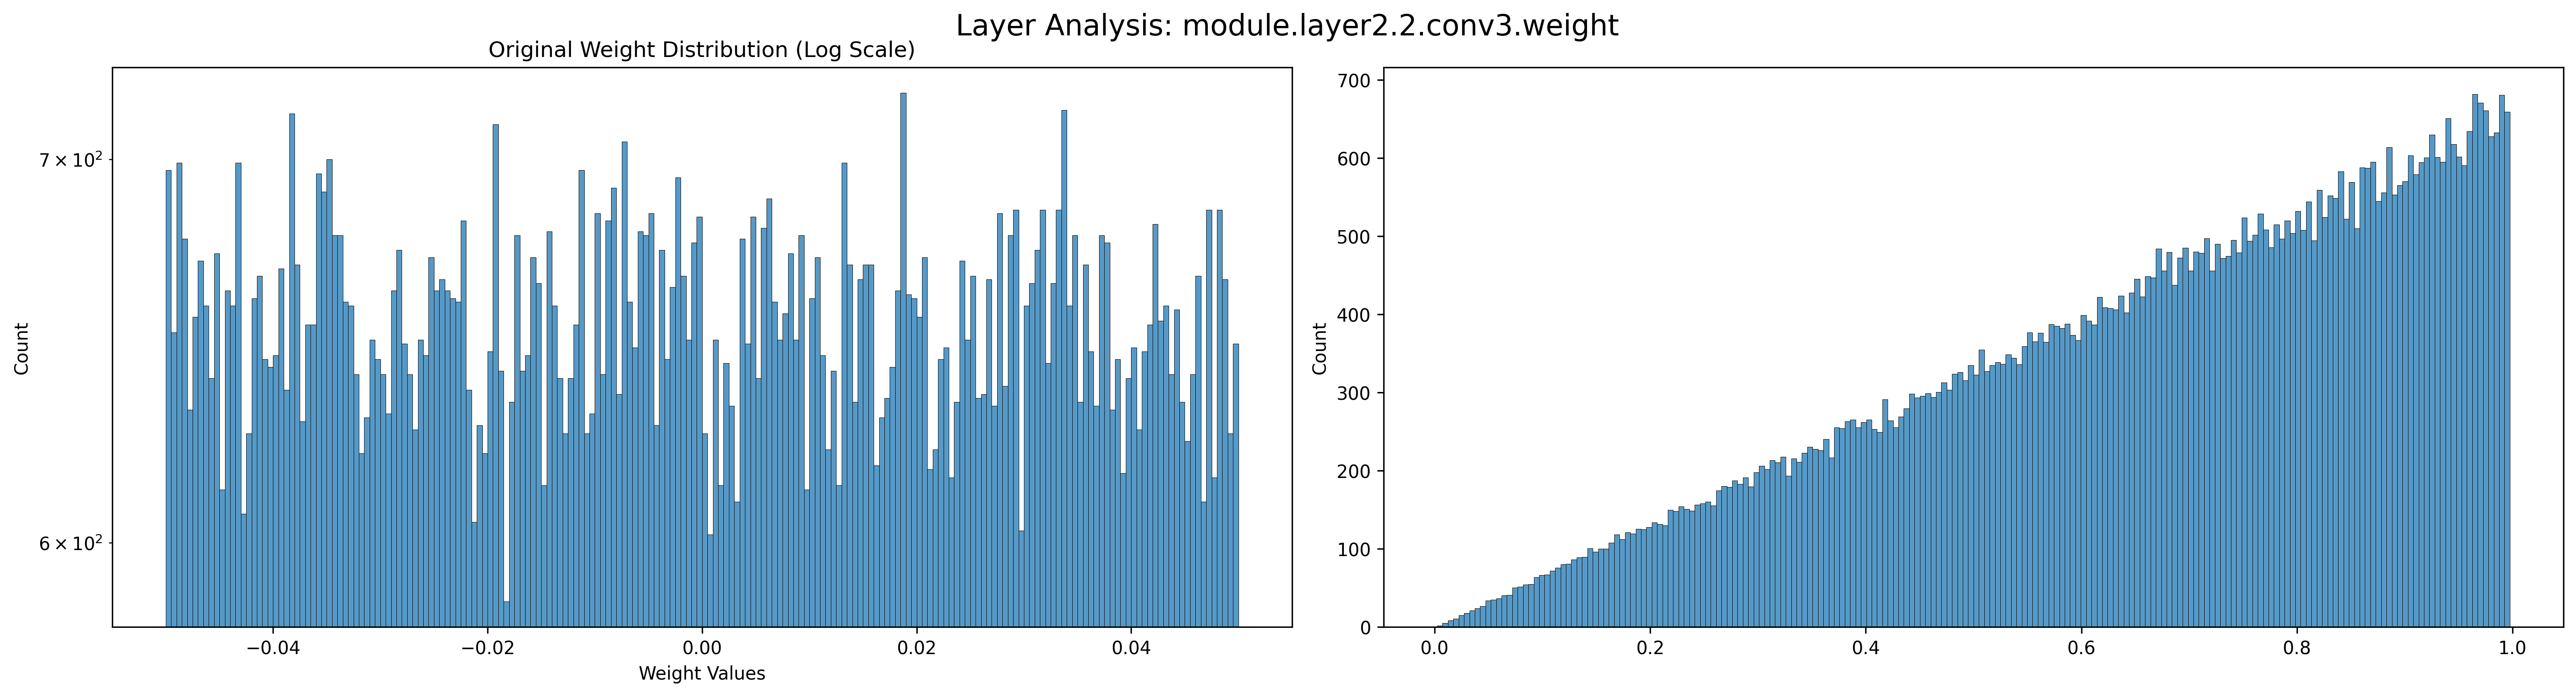 Layer Analysis: module.layer2.2.conv3.weight
Original Weight Distribution (Log Scale)
Count
7 × 10²
6 × 10²
−0.04
−0.02
0.00
0.02
0.04
Weight Values
Count
700
600
500
400
300
200
100
0
0.0
0.2
0.4
0.6
0.8
1.0